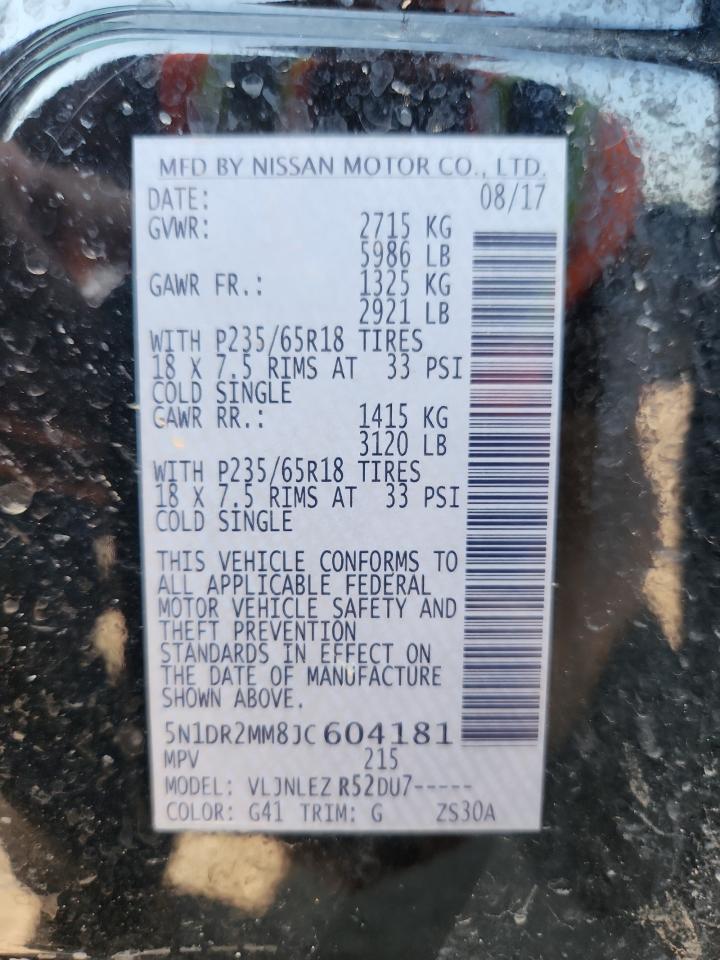 MFD BY NISSAN MOTOR CO., LTD.
DATE: 08/17
GVWR: 2715 KG
5986 LB
GAWR FR.: 1325 KG
2921 LB
WITH P235/65R18 TIRES
18 X 7.5 RIMS AT 33 PSI
COLD SINGLE
GAWR RR.: 1415 KG
3120 LB
WITH P235/65R18 TIRES
18 X 7.5 RIMS AT 33 PSI
COLD SINGLE
THIS VEHICLE CONFORMS TO
ALL APPLICABLE FEDERAL
MOTOR VEHICLE SAFETY AND
THEFT PREVENTION
STANDARDS IN EFFECT ON
THE DATE OF MANUFACTURE
SHOWN ABOVE.
5N1DR2MM8JC604181
MPV 215
MODEL: VLJNLEZ R52DU7-----
COLOR: G41 TRIM: G ZS30A